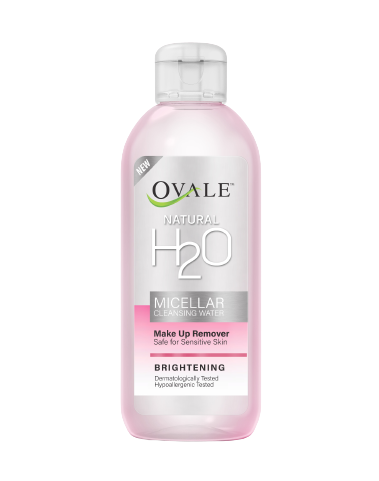 NEW
OVALE™
NATURAL
H2O
MICELLAR
CLEANSING WATER
Make Up Remover
Safe for Sensitive Skin
BRIGHTENING
Dermatologically Tested
Hypoallergenic Tested